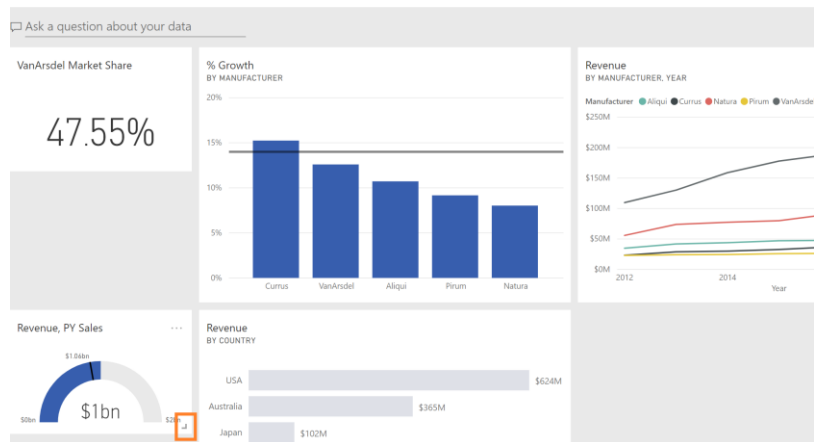 Ask a question about your data
VanArsdel Market Share
47.55%
% Growth
BY MANUFACTURER
20%
15%
10%
5%
0%
Currus VanArsdel Aliqui Pirum Natura
Revenue
BY MANUFACTURER, YEAR
Manufacturer Aliqui Currus Natura Pirum VanArsde
$250M
$200M
$150M
$100M
$50M
$0M
2012 2014
Year
Revenue, PY Sales
$1.06bn
$0bn
$1bn
Revenue
BY COUNTRY
USA $624M
Australia $365M
Japan $102M